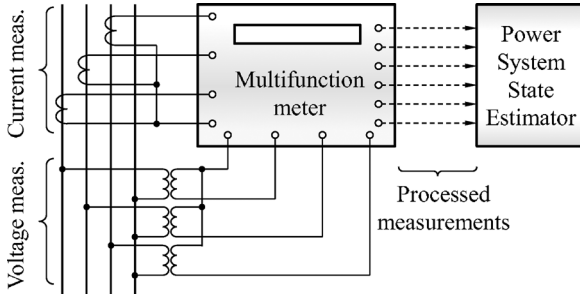 Current meas.
Voltage meas.
Multifunction
meter
Power
System
State
Estimator
Processed
measurements